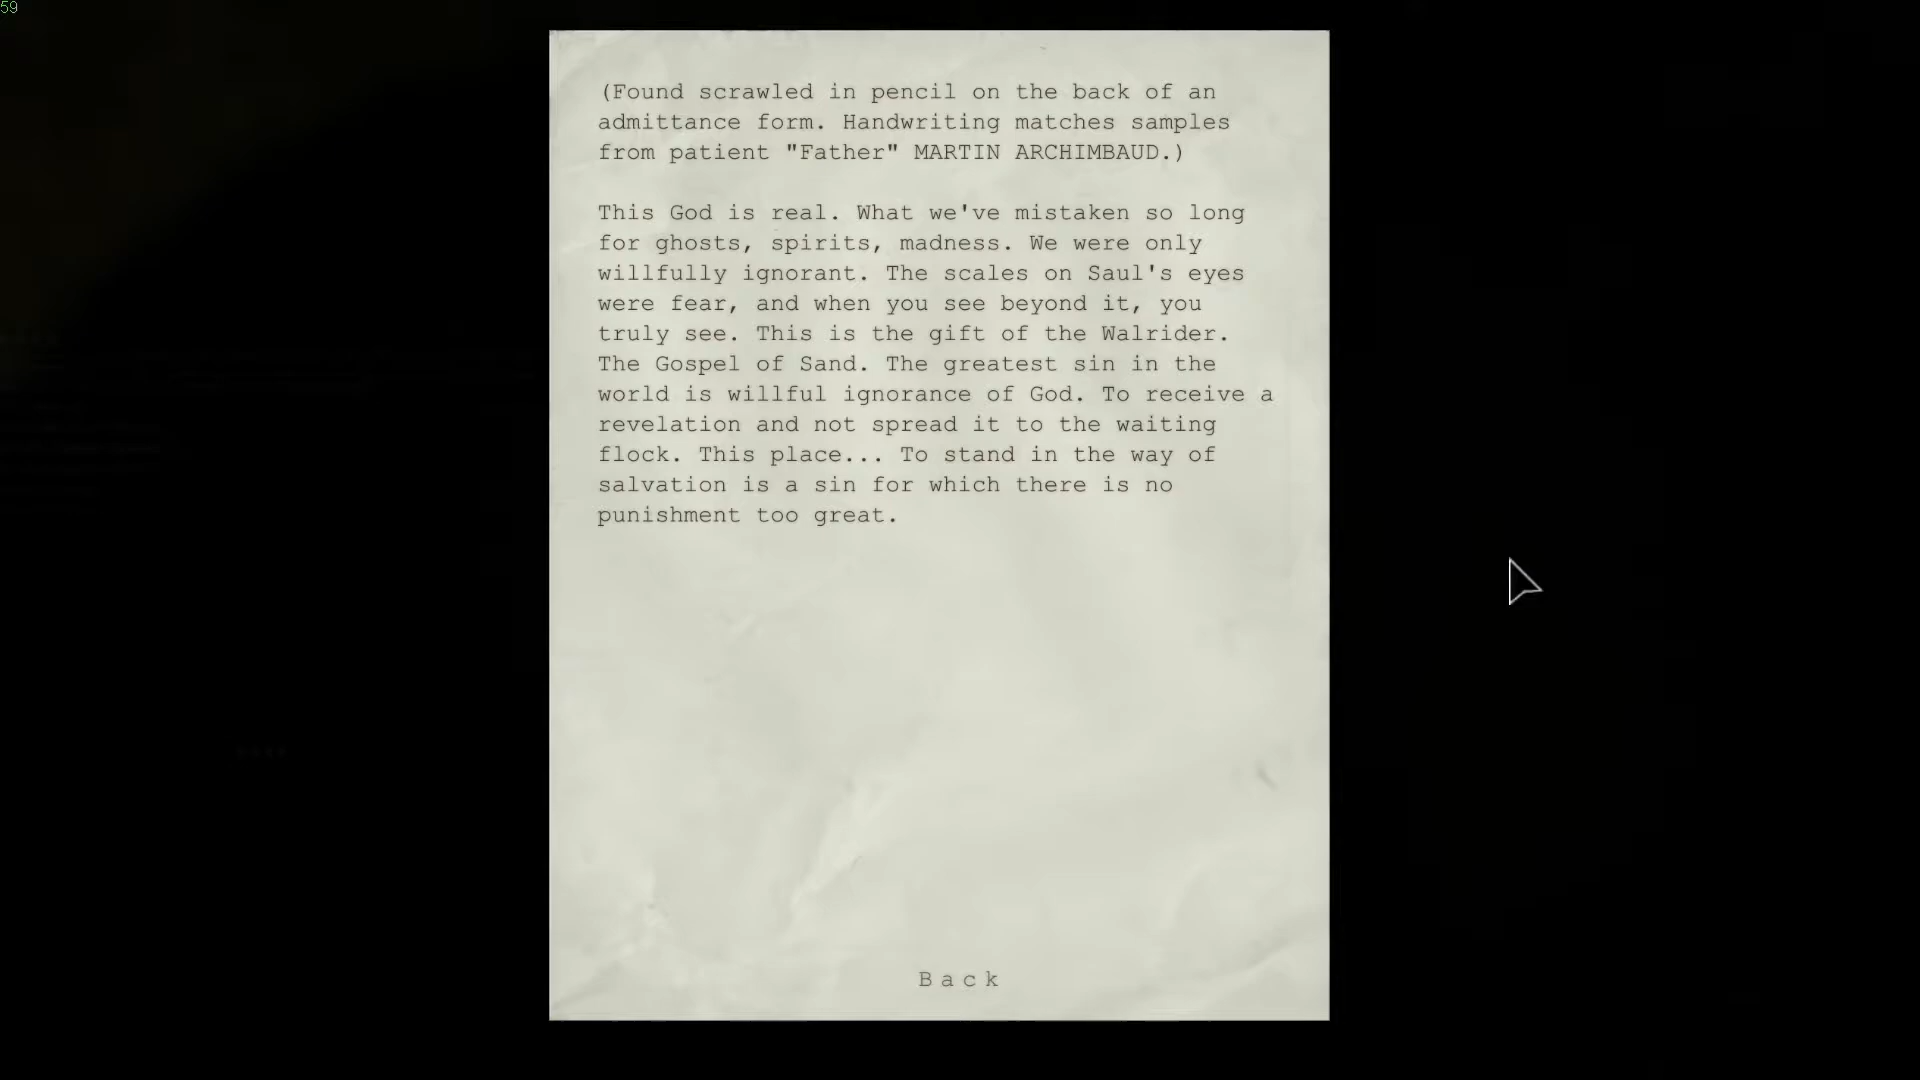 59
(Found scrawled in pencil on the back of an
admittance form. Handwriting matches samples
from patient "Father" MARTIN ARCHIMBAUD.)
This God is real. What we've mistaken so long
for ghosts, spirits, madness. We were only
willfully ignorant. The scales on Saul's eyes
were fear, and when you see beyond it, you
truly see. This is the gift of the Walrider.
The Gospel of Sand. The greatest sin in the
world is willful ignorance of God. To receive a
revelation and not spread it to the waiting
flock. This place... To stand in the way of
salvation is a sin for which there is no
punishment too great.
Back